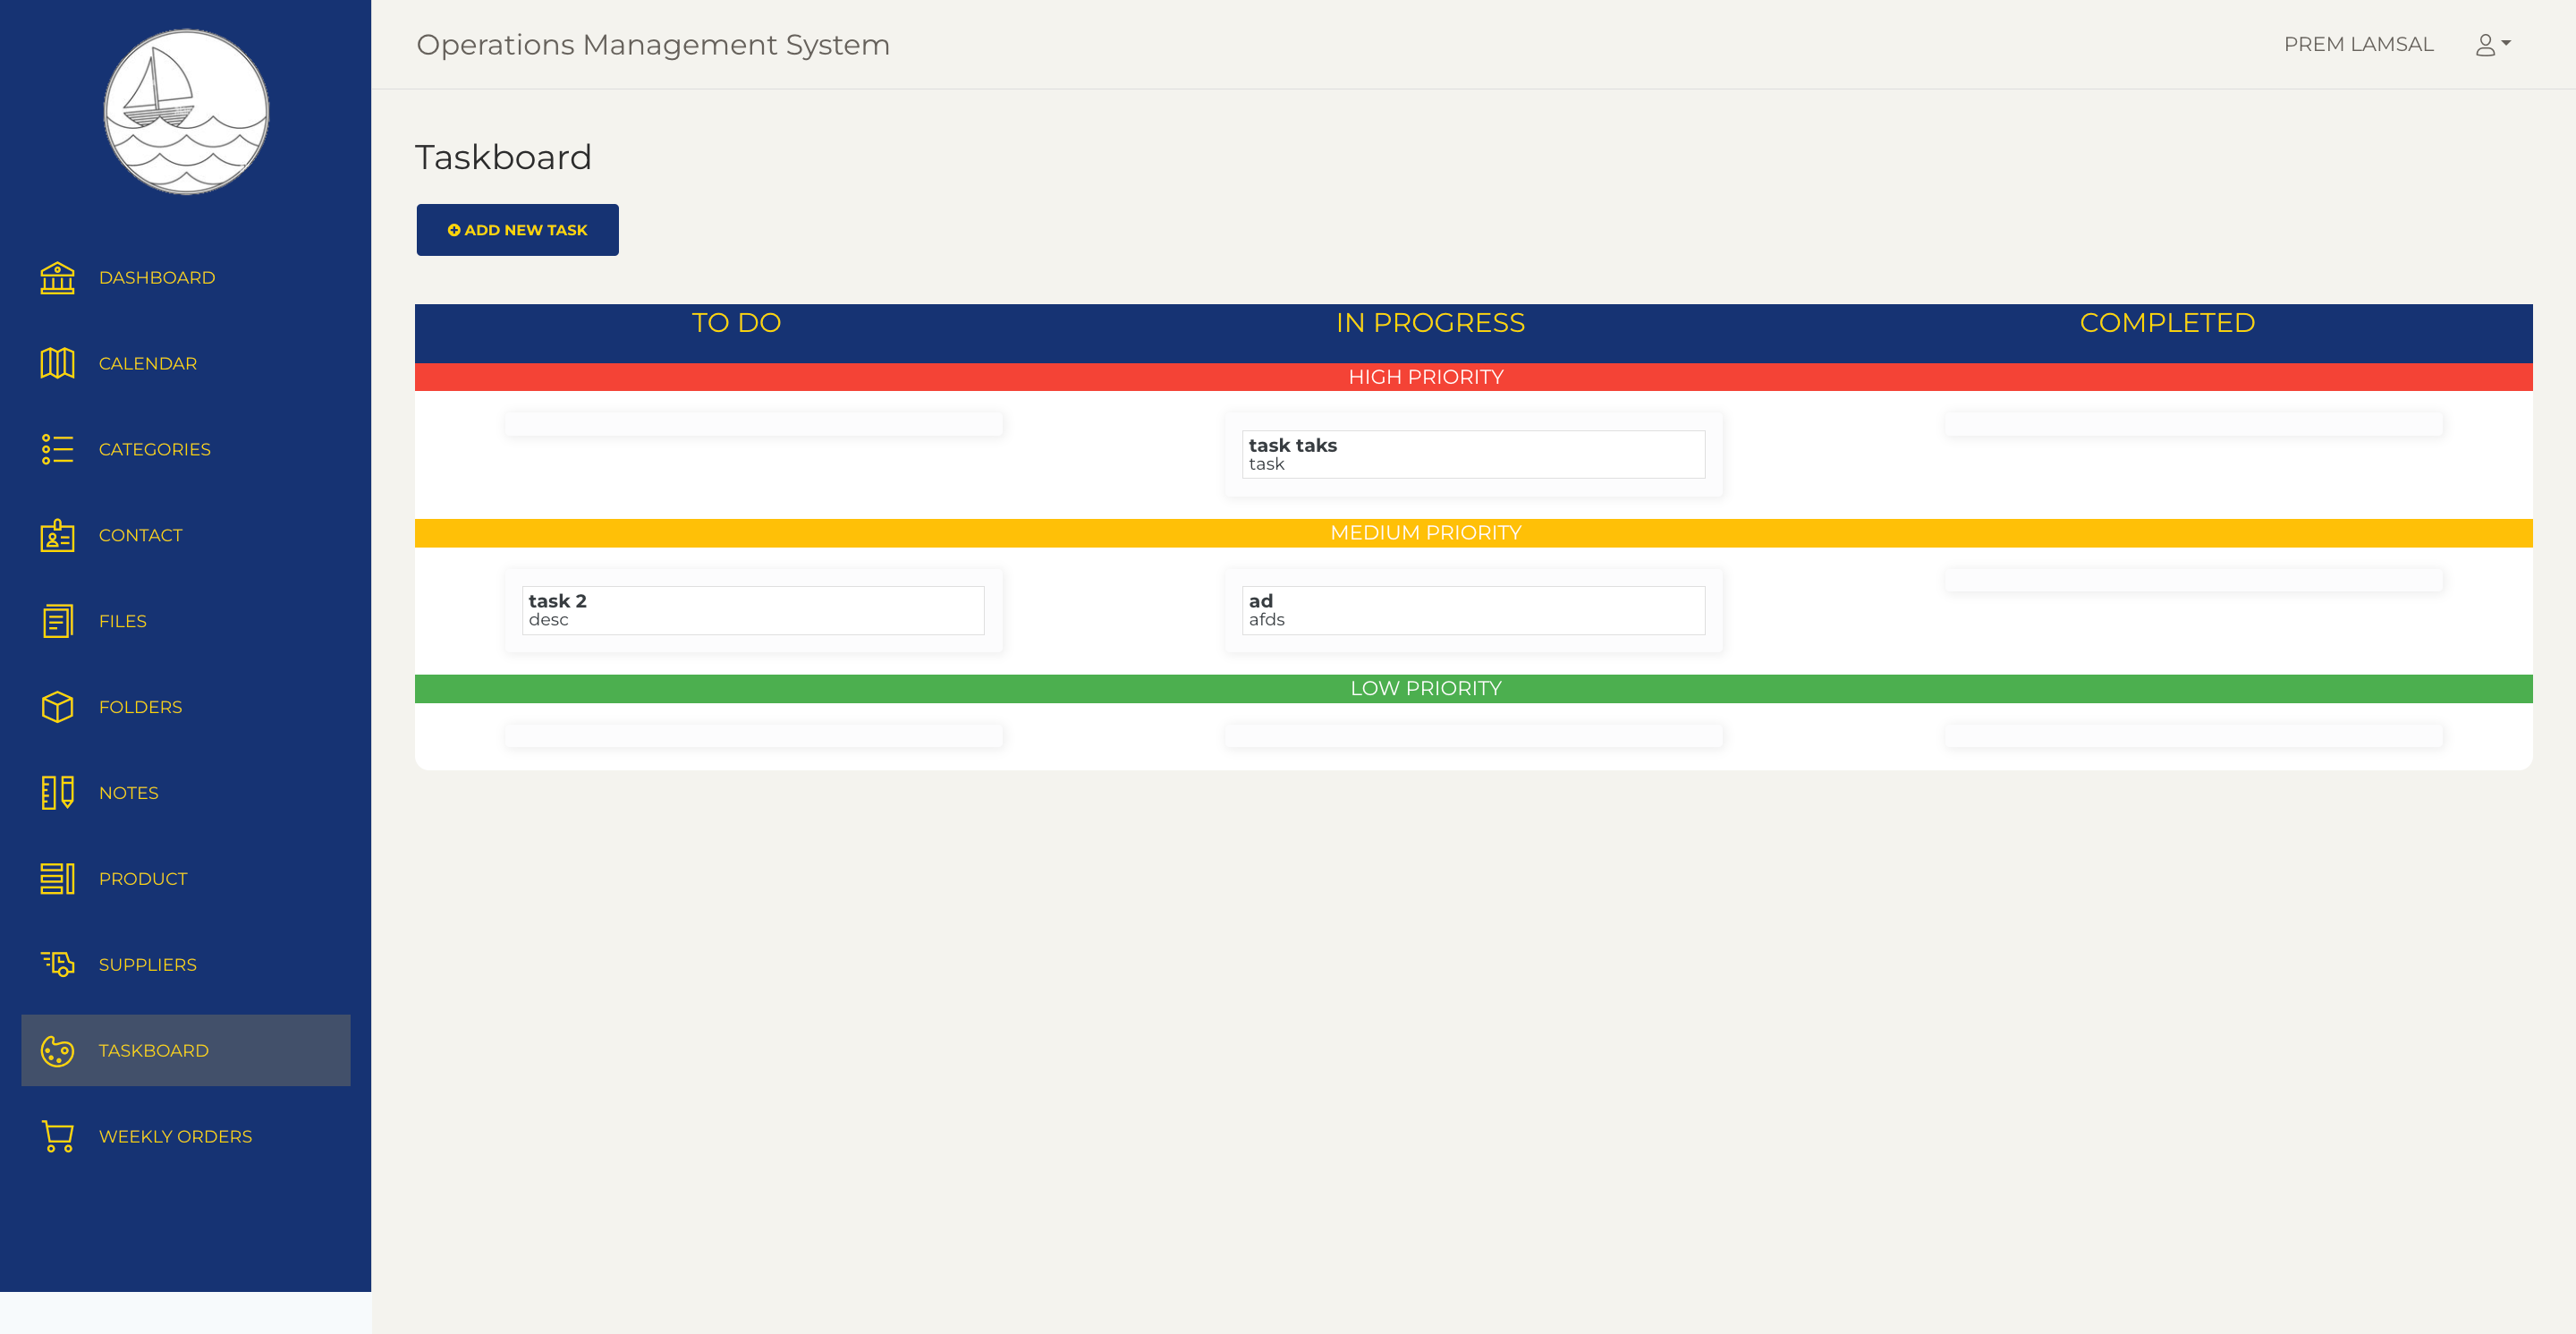 Operations Management System
PREM LAMSAL
DASHBOARD
CALENDAR
CATEGORIES
CONTACT
FILES
FOLDERS
NOTES
PRODUCT
SUPPLIERS
TASKBOARD
WEEKLY ORDERS
Taskboard
ADD NEW TASK
TO DO IN PROGRESS COMPLETED
HIGH PRIORITY
task taks
task
MEDIUM PRIORITY
task 2
desc
ad
afds
LOW PRIORITY